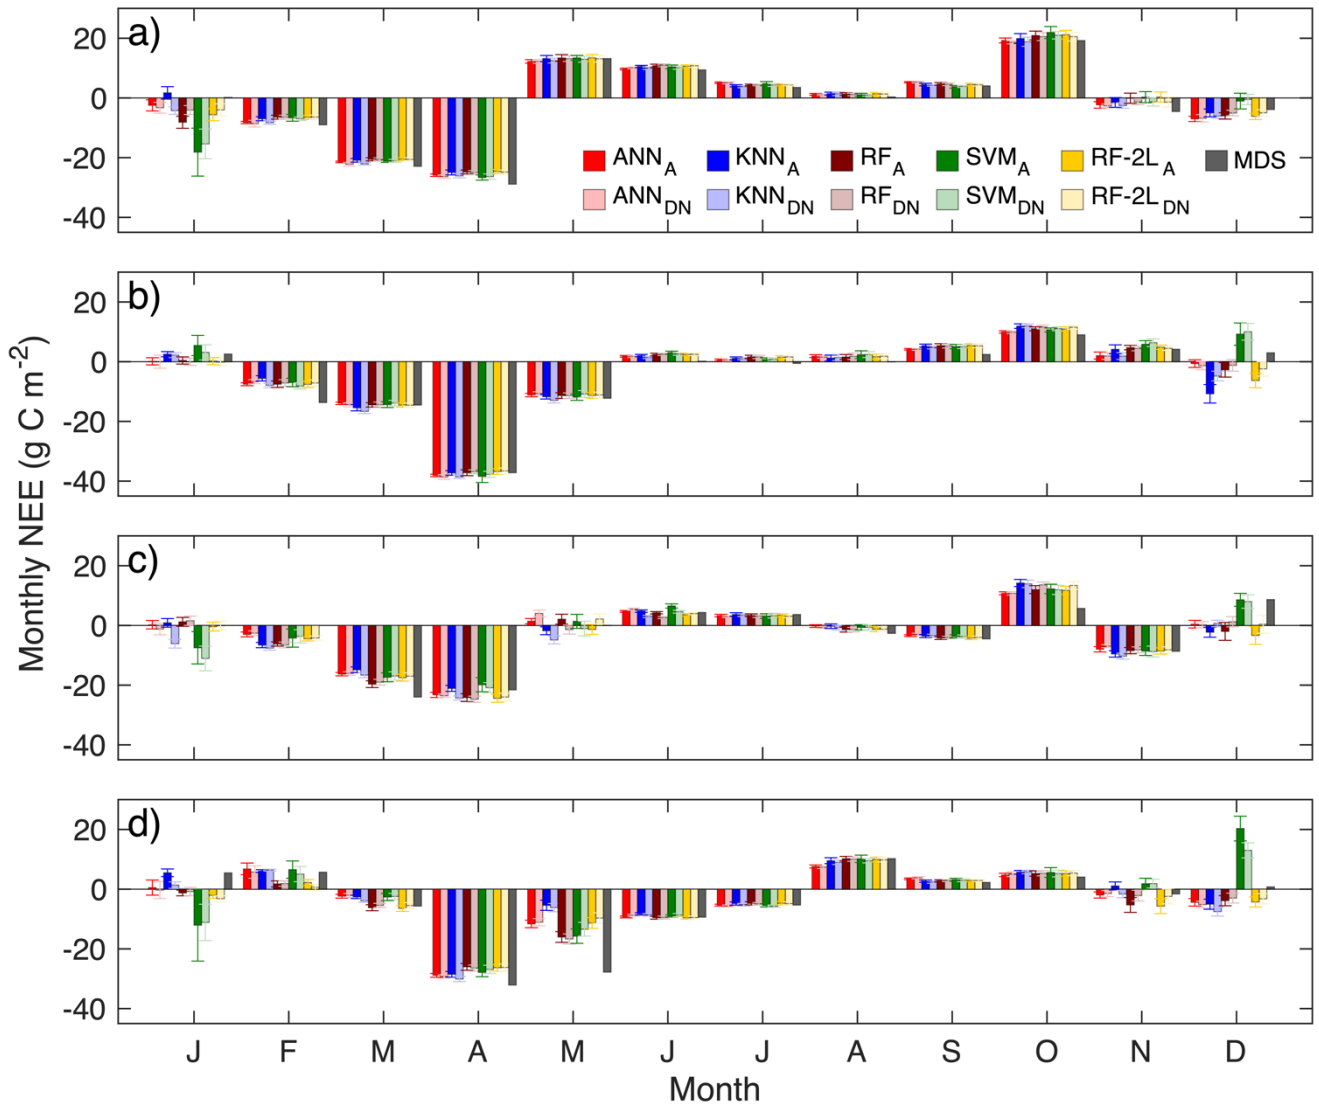 a)
20
0
-20
-40
ANN_A KNN_A RF_A SVM_A RF-2L_A MDS
ANN_DN KNN_DN RF_DN SVM_DN RF-2L_DN
b)
20
0
-20
-40
c)
20
0
-20
-40
d)
20
0
-20
-40
Monthly NEE (g C m^-2)
J F M A M J J A S O N D
Month